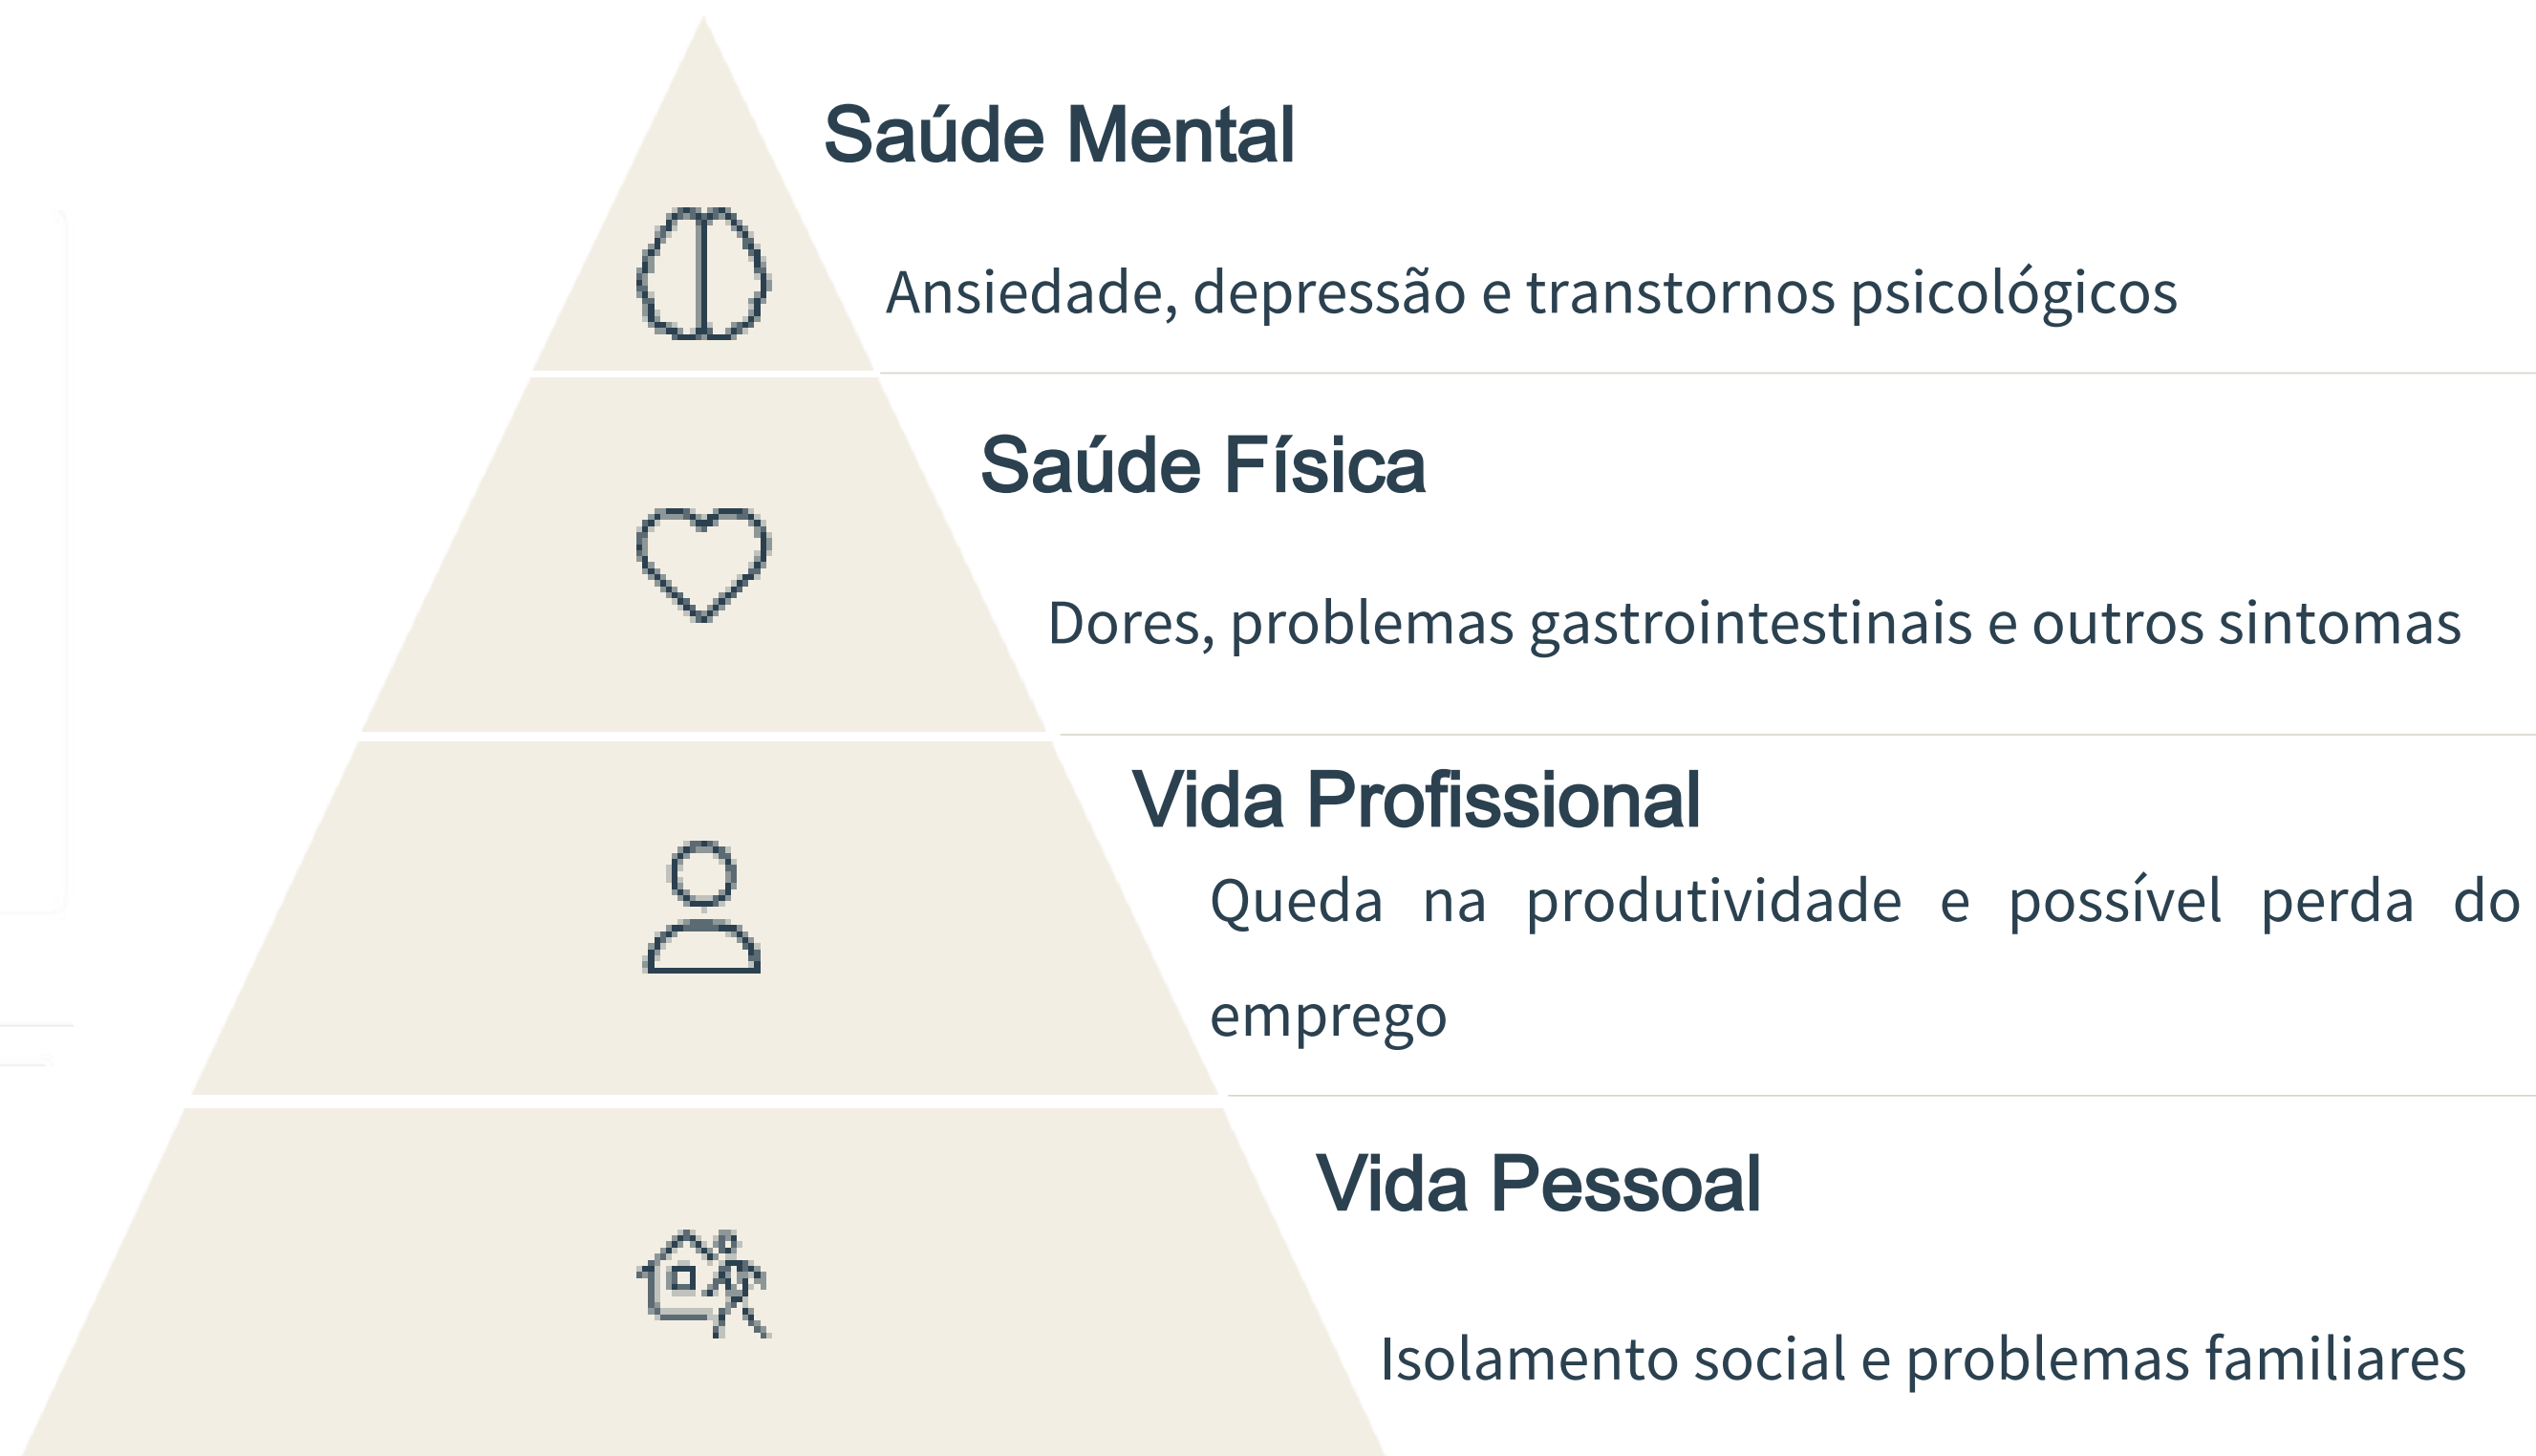 Saúde Mental
Ansiedade, depressão e transtornos psicológicos
Saúde Física
Dores, problemas gastrointestinais e outros sintomas
Vida Profissional
Queda na produtividade e possível perda do
emprego
Vida Pessoal
Isolamento social e problemas familiares